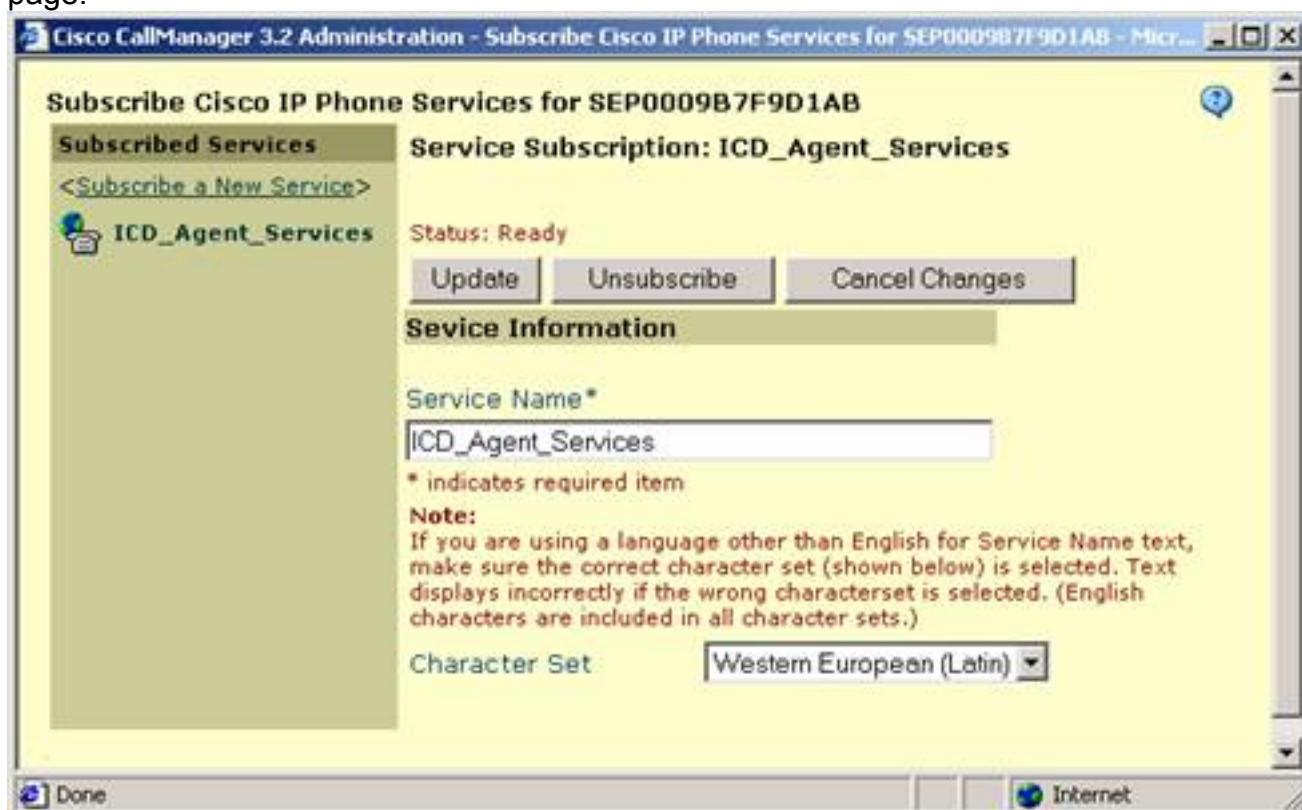 page.
Cisco CallManager 3.2 Administration - Subscribe Cisco IP Phone Services for SEP0009B7F9D1AB - Micr...
Subscribe Cisco IP Phone Services for SEP0009B7F9D1AB
Subscribed Services
<Subscribe a New Service>
ICD_Agent_Services
Service Subscription: ICD_Agent_Services
Status: Ready
Update Unsubscribe Cancel Changes
Sevice Information
Service Name*
ICD_Agent_Services
* indicates required item
Note:
If you are using a language other than English for Service Name text,
make sure the correct character set (shown below) is selected. Text
displays incorrectly if the wrong characterset is selected. (English
characters are included in all character sets.)
Character Set Western European (Latin)
Done Internet